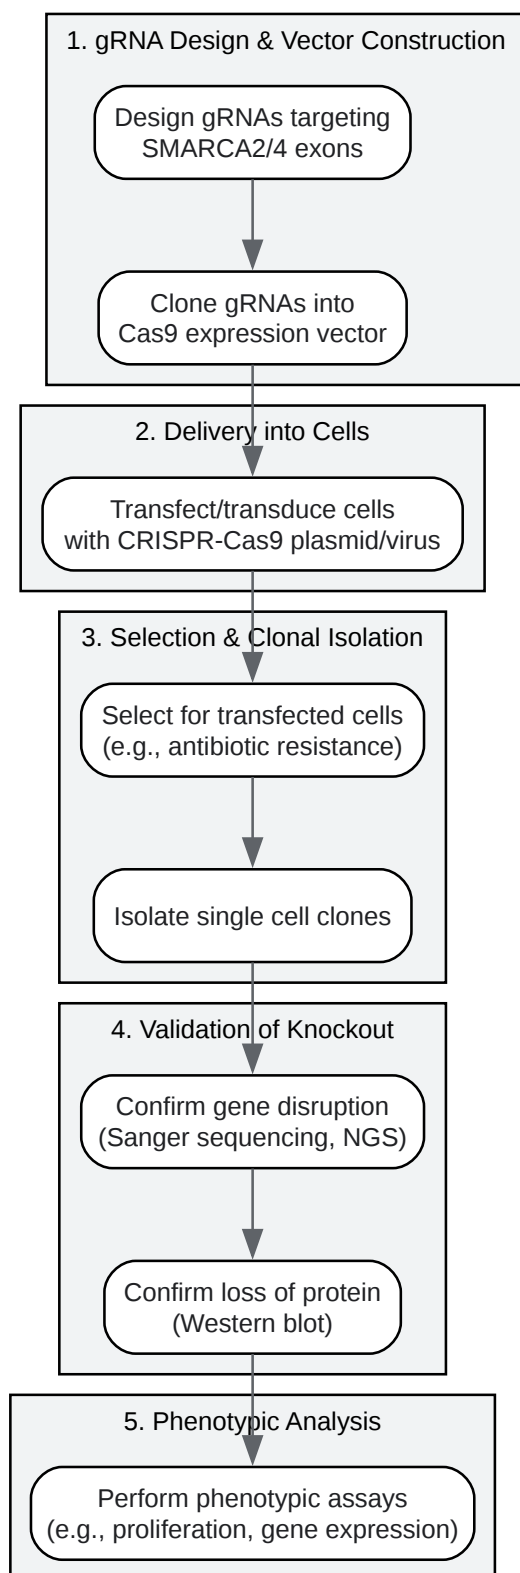 1. gRNA Design & Vector Construction
Design gRNAs targeting
SMARCA2/4 exons
Clone gRNAs into
Cas9 expression vector
2. Delivery into Cells
Transfect/transduce cells
with CRISPR-Cas9 plasmid/virus
3. Selection & Clonal Isolation
Select for transfected cells
(e.g., antibiotic resistance)
Isolate single cell clones
4. Validation of Knockout
Confirm gene disruption
(Sanger sequencing, NGS)
Confirm loss of protein
(Western blot)
5. Phenotypic Analysis
Perform phenotypic assays
(e.g., proliferation, gene expression)